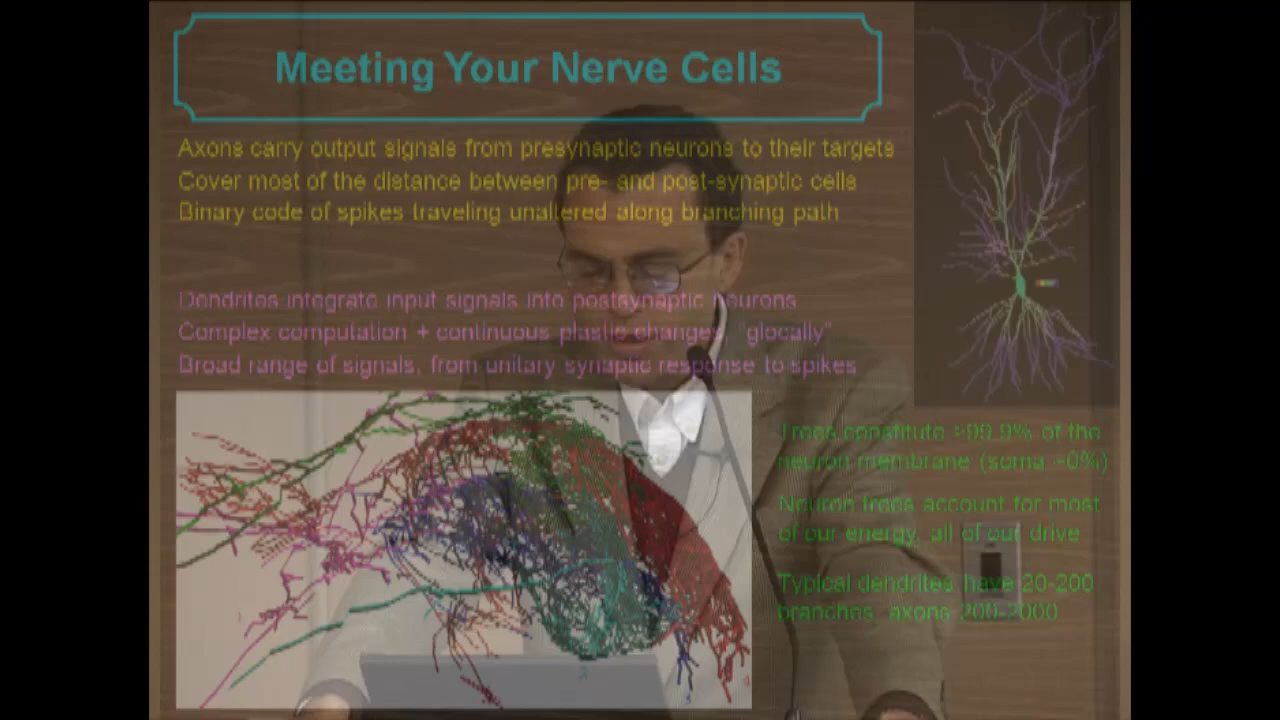 Meeting Your Nerve Cells
Axons carry output signals from presynaptic neurons to their targets
Cover most of the distance between pre- and post-synaptic cells
Binary code of spikes traveling unaltered along branching path
Dendrites integrate input signals into postsynaptic neurons
Complex computation + continuous plastic changes, "glocally"
Broad range of signals, from unitary synaptic response to spikes
Trees constitute >99.9% of the
neuron membrane (soma ~0%)
Neuron trees account for most
of our energy, all of our drive
Typical dendrites have 20-200
branches, axons 200-2000